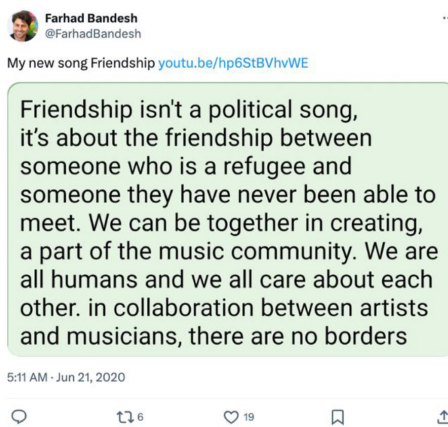 Farhad Bandesh
@FarhadBandesh
My new song Friendship youtu.be/hp6StBVhvWE
Friendship isn't a political song,
it's about the friendship between
someone who is a refugee and
someone they have never been able to
meet. We can be together in creating,
a part of the music community. We are
all humans and we all care about each
other. in collaboration between artists
and musicians, there are no borders
5:11 AM · Jun 21, 2020
6 19